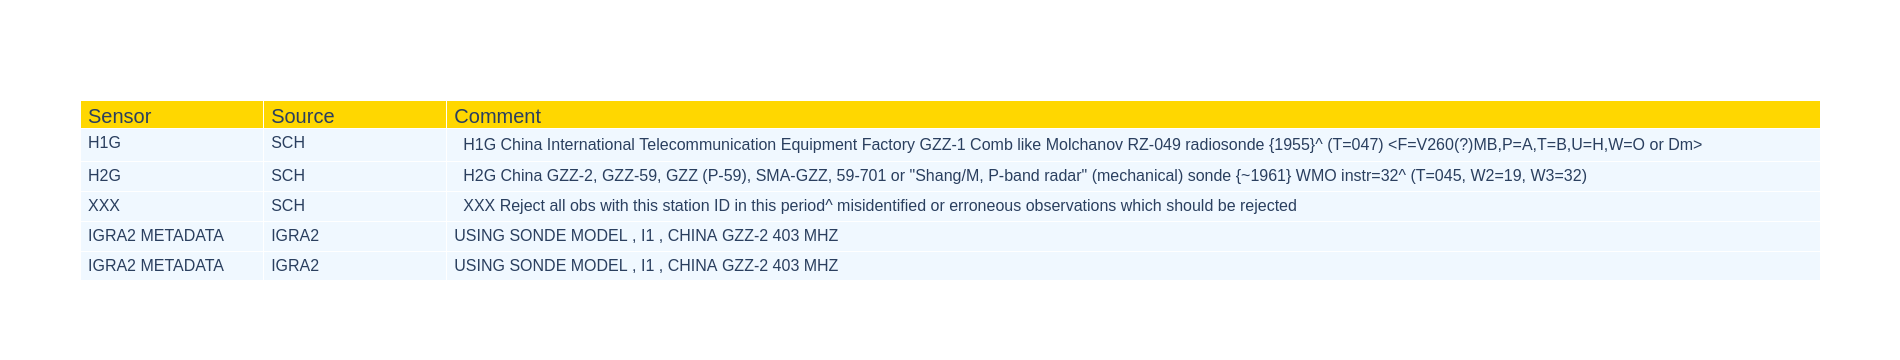 Sensor Source Comment
H1G SCH H1G China International Telecommunication Equipment Factory GZZ-1 Comb like Molchanov RZ-049 radiosonde {1955}^ (T=047) <F=V260(?)MB,P=A,T=B,U=H,W=O or Dm>
H2G SCH H2G China GZZ-2, GZZ-59, GZZ (P-59), SMA-GZZ, 59-701 or "Shang/M, P-band radar" (mechanical) sonde {~1961} WMO instr=32^ (T=045, W2=19, W3=32)
XXX SCH XXX Reject all obs with this station ID in this period^ misidentified or erroneous observations which should be rejected
IGRA2 METADATA IGRA2 USING SONDE MODEL , I1 , CHINA GZZ-2 403 MHZ
IGRA2 METADATA IGRA2 USING SONDE MODEL , I1 , CHINA GZZ-2 403 MHZ